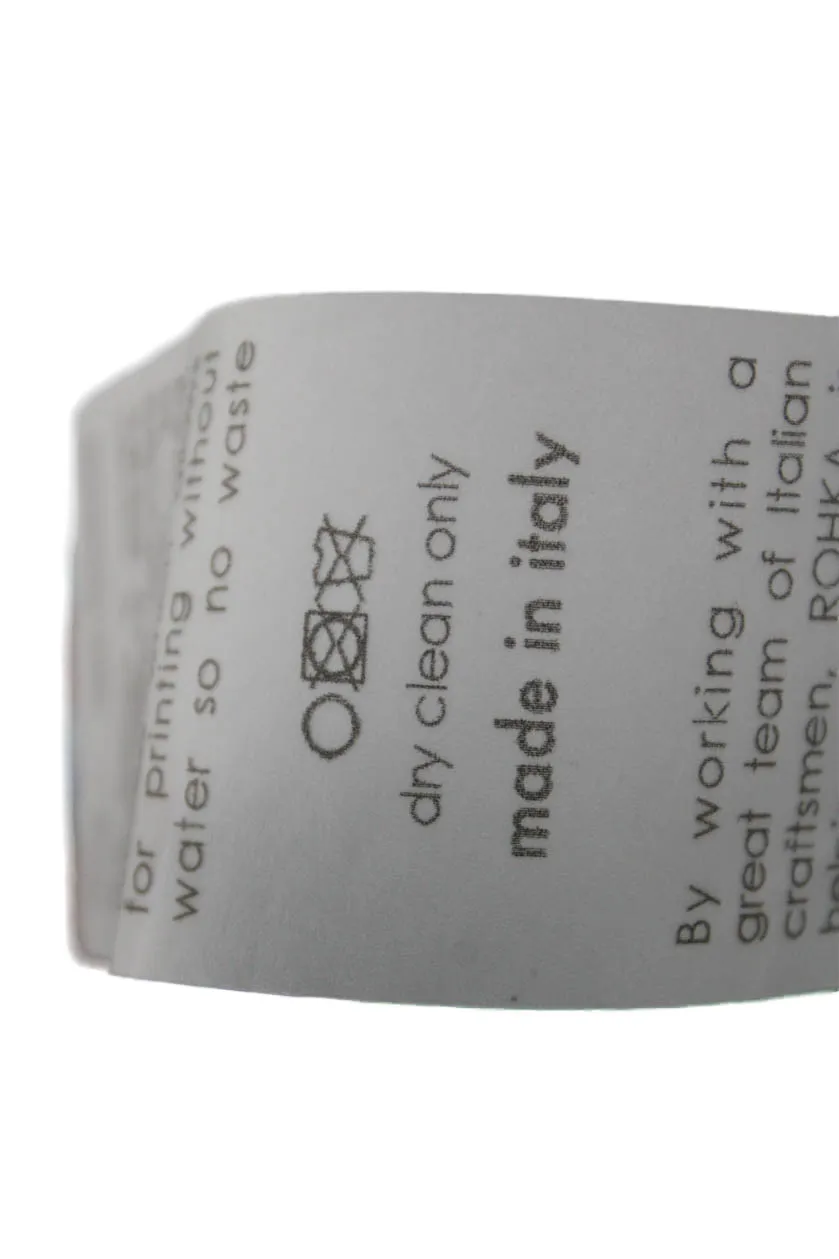 for printing without
water so no waste
dry clean only
made in italy
By working with a
great team of Italian
craftsmen, ROHKA